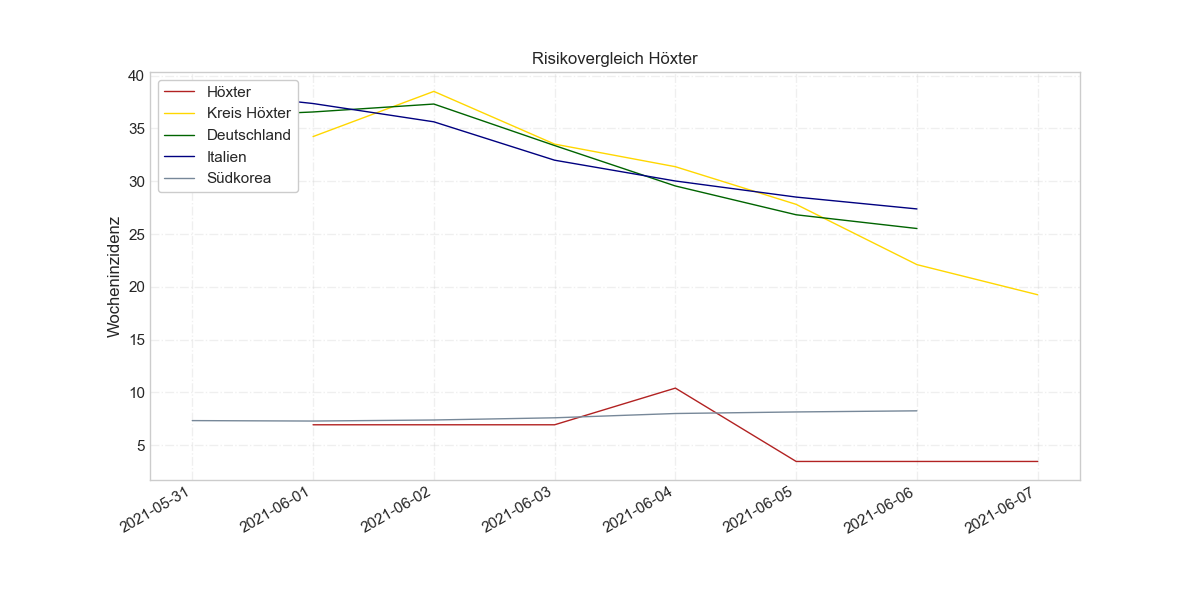 Risikovergleich Höxter
Höxter
Kreis Höxter
Deutschland
Italien
Südkorea
Wocheninzidenz
40
35
30
25
20
15
10
5
2021-05-31
2021-06-01
2021-06-02
2021-06-03
2021-06-04
2021-06-05
2021-06-06
2021-06-07